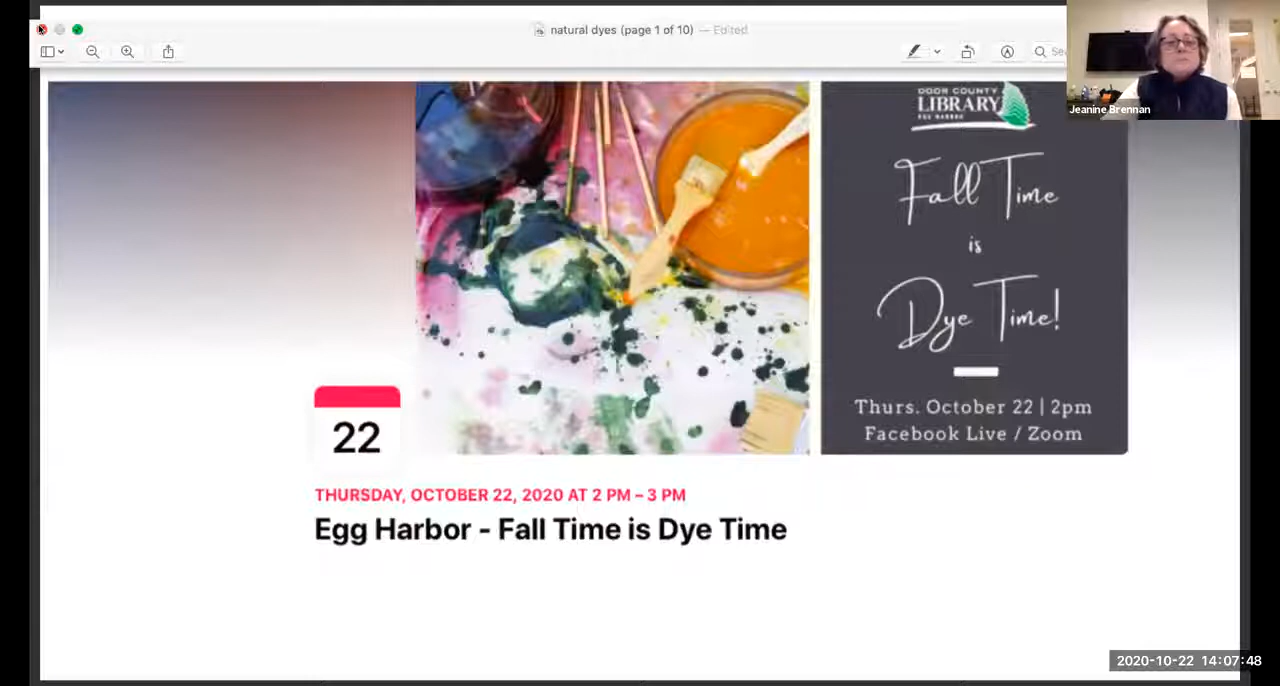 natural dyes (page 1 of 10) — Edited
Jeanine Brennan
DOOR COUNTY
LIBRARY
EGG HARBOR
Fall Time
is
Dye Time!
Thurs. October 22 | 2pm
Facebook Live / Zoom
22
THURSDAY, OCTOBER 22, 2020 AT 2 PM – 3 PM
Egg Harbor - Fall Time is Dye Time
2020-10-22 14:07:48